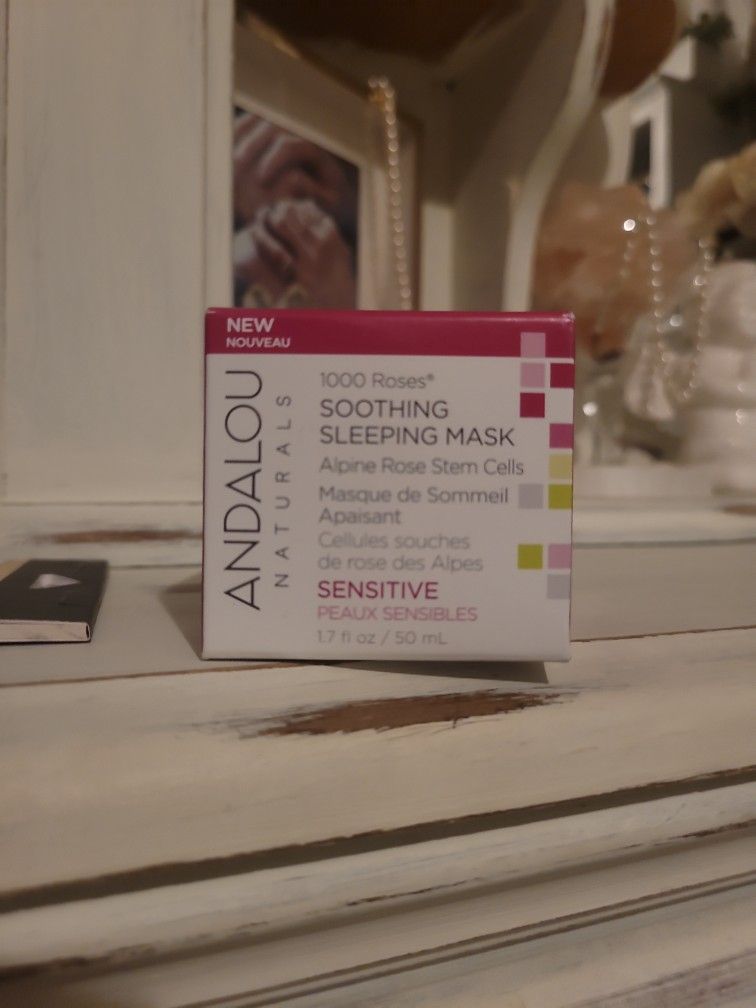 NEW
NOUVEAU
ANDALOU
NATURALS
1000 Roses®
SOOTHING
SLEEPING MASK
Alpine Rose Stem Cells
Masque de Sommeil
Apaisant
Cellules souches
de rose des Alpes
SENSITIVE
PEAUX SENSIBLES
1.7 fl oz / 50 mL